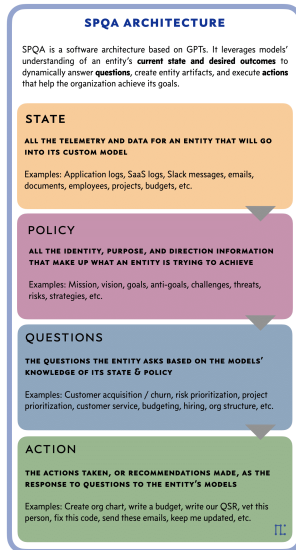 SPQA ARCHITECTURE
SPQA is a software architecture based on GPTs. It leverages models'
understanding of an entity's current state and desired outcomes to
dynamically answer questions, create entity artifacts, and execute actions
that help the organization achieve its goals.
STATE
ALL THE TELEMETRY AND DATA FOR AN ENTITY THAT WILL GO
INTO ITS CUSTOM MODEL
Examples: Application logs, SaaS logs, Slack messages, emails,
documents, employees, projects, budgets, etc.
POLICY
ALL THE IDENTITY, PURPOSE, AND DIRECTION INFORMATION
THAT MAKE UP WHAT AN ENTITY IS TRYING TO ACHIEVE
Examples: Mission, vision, goals, anti-goals, challenges, threats,
risks, strategies, etc.
QUESTIONS
THE QUESTIONS THE ENTITY ASKS BASED ON THE MODELS'
KNOWLEDGE OF ITS STATE & POLICY
Examples: Customer acquisition / churn, risk prioritization, project
prioritization, customer service, budgeting, hiring, org structure, etc.
ACTION
THE ACTIONS TAKEN, OR RECOMMENDATIONS MADE, AS THE
RESPONSE TO QUESTIONS TO THE ENTITY'S MODELS
Examples: Create org chart, write a budget, write our QSR, vet this
person, fix this code, send these emails, keep me updated, etc.